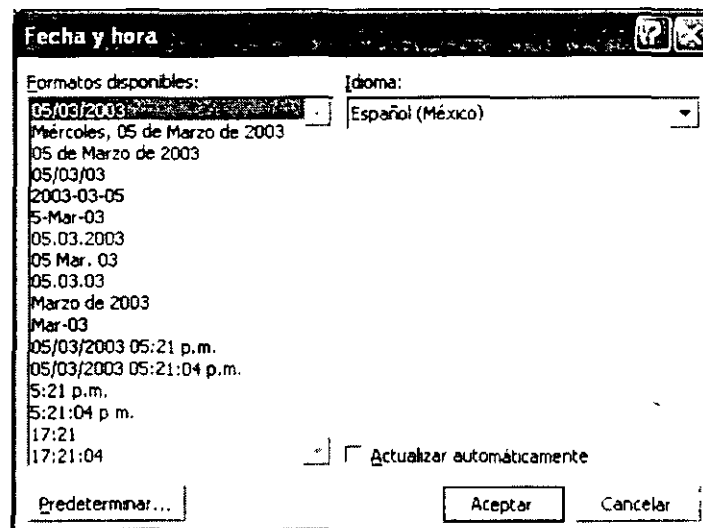 Fecha y hora
Formatos disponibles:
Idioma:
05/03/2003
Español (México)
Miércoles, 05 de Marzo de 2003
05 de Marzo de 2003
05/03/03
2003-03-05
5-Mar-03
05.03.2003
05 Mar. 03
05.03.03
Marzo de 2003
Mar-03
05/03/2003 05:21 p.m.
05/03/2003 05:21:04 p.m.
5:21 p.m.
5:21:04 p m.
17:21
17:21:04
Actualizar automáticamente
Predeterminar...
Aceptar
Cancelar